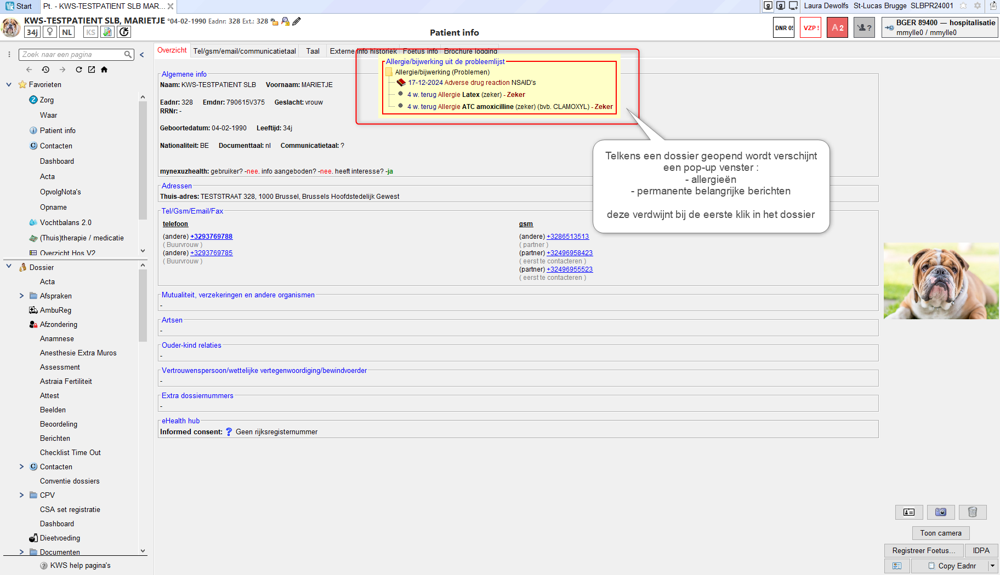 Start
Pt. - KWS-TESTPATIENT SLB MAR...
Laura Dewolfs St-Lucas Brugge SLBPR24001
KWS-TESTPATIENT SLB, MARIETJE °04-02-1990 Eadnr: 328 Ext.: 328
34j NL KS
Patient info
DNR 0!
VZP !
A 2
?
BGER 89400 — hospitalisatie
mmylle0 / mmylle0
Zoek naar een pagina
Favorieten
Zorg
Waar
Patient info
Contacten
Dashboard
Acta
OpvolgNota's
Opname
Vochtbalans 2.0
(Thuis)therapie / medicatie
Overzicht Hos V2
Dossier
Acta
Afspraken
AmbuReg
Afzondering
Anamnese
Anesthesie Extra Muros
Assessment
Astraia Fertiliteit
Attest
Beelden
Beoordeling
Berichten
Checklist Time Out
Contacten
Conventie dossiers
CPV
CSA set registratie
Dashboard
Dieetvoeding
Documenten
KWS help pagina's
Overzicht Tel/gsm/email/communicatietaal Taal Externe info historiek Foetus info Brochure logging
Allergie/bijwerking uit de probleemlijst
Allergie/bijwerking (Problemen)
17-12-2024 Adverse drug reaction NSAID's
4 w. terug Allergie Latex (zeker) - Zeker
4 w. terug Allergie ATC amoxicilline (zeker) (bvb. CLAMOXYL) - Zeker
Telkens een dossier geopend wordt verschijnt
een pop-up venster :
- allergieën
- permanente belangrijke berichten
deze verdwijnt bij de eerste klik in het dossier
Algemene info
Naam: KWS-TESTPATIENT SLB Voornaam: MARIETJE
Eadnr: 328 Emdnr: 790615V375 Geslacht: vrouw
RRNr: -
Geboortedatum: 04-02-1990 Leeftijd: 34j
Nationaliteit: BE Documenttaal: nl Communicatietaal: ?
mynexuzhealth: gebruiker? -nee. info aangeboden? -nee. heeft interesse? -ja
Adressen
Thuis-adres: TESTSTRAAT 328, 1000 Brussel, Brussels Hoofdstedelijk Gewest
Tel/Gsm/Email/Fax
telefoon
(andere) +3293769788
( Buurvrouw )
(andere) +3293769785
( Buurvrouw )
gsm
(andere) +3286513513
( partner )
(partner) +32496958423
( eerst te contacteren )
(partner) +32496955523
( eerst te contacteren )
Mutualiteit, verzekeringen en andere organismen
-
Artsen
-
Ouder-kind relaties
-
Vertrouwenspersoon/wettelijke vertegenwoordiging/bewindvoerder
-
Extra dossiernummers
-
eHealth hub
Informed consent: ? Geen rijksregisternummer
Toon camera
Registreer Foetus... IDPA
Copy Eadnr